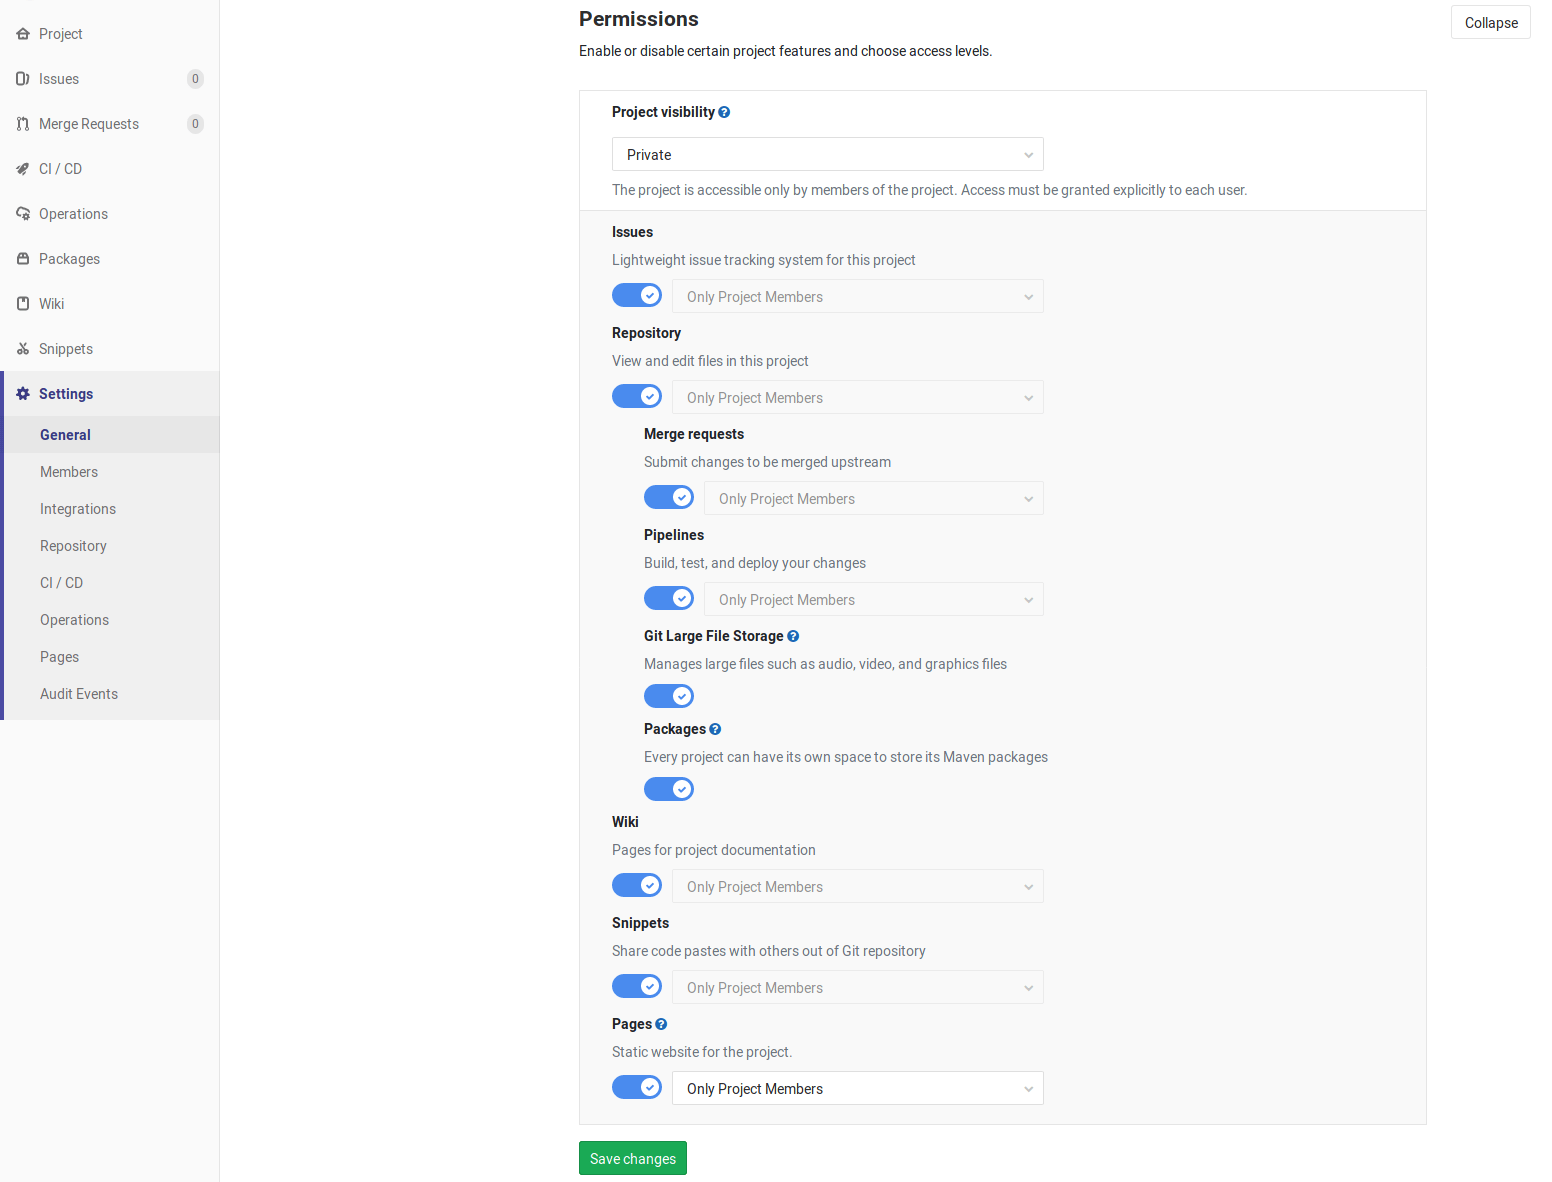 Project
Issues 0
Merge Requests 0
CI / CD
Operations
Packages
Wiki
Snippets
Settings
General
Members
Integrations
Repository
CI / CD
Operations
Pages
Audit Events
Permissions
Collapse
Enable or disable certain project features and choose access levels.
Project visibility
Private
The project is accessible only by members of the project. Access must be granted explicitly to each user.
Issues
Lightweight issue tracking system for this project
Only Project Members
Repository
View and edit files in this project
Only Project Members
Merge requests
Submit changes to be merged upstream
Only Project Members
Pipelines
Build, test, and deploy your changes
Only Project Members
Git Large File Storage
Manages large files such as audio, video, and graphics files
Packages
Every project can have its own space to store its Maven packages
Wiki
Pages for project documentation
Only Project Members
Snippets
Share code pastes with others out of Git repository
Only Project Members
Pages
Static website for the project.
Only Project Members
Save changes